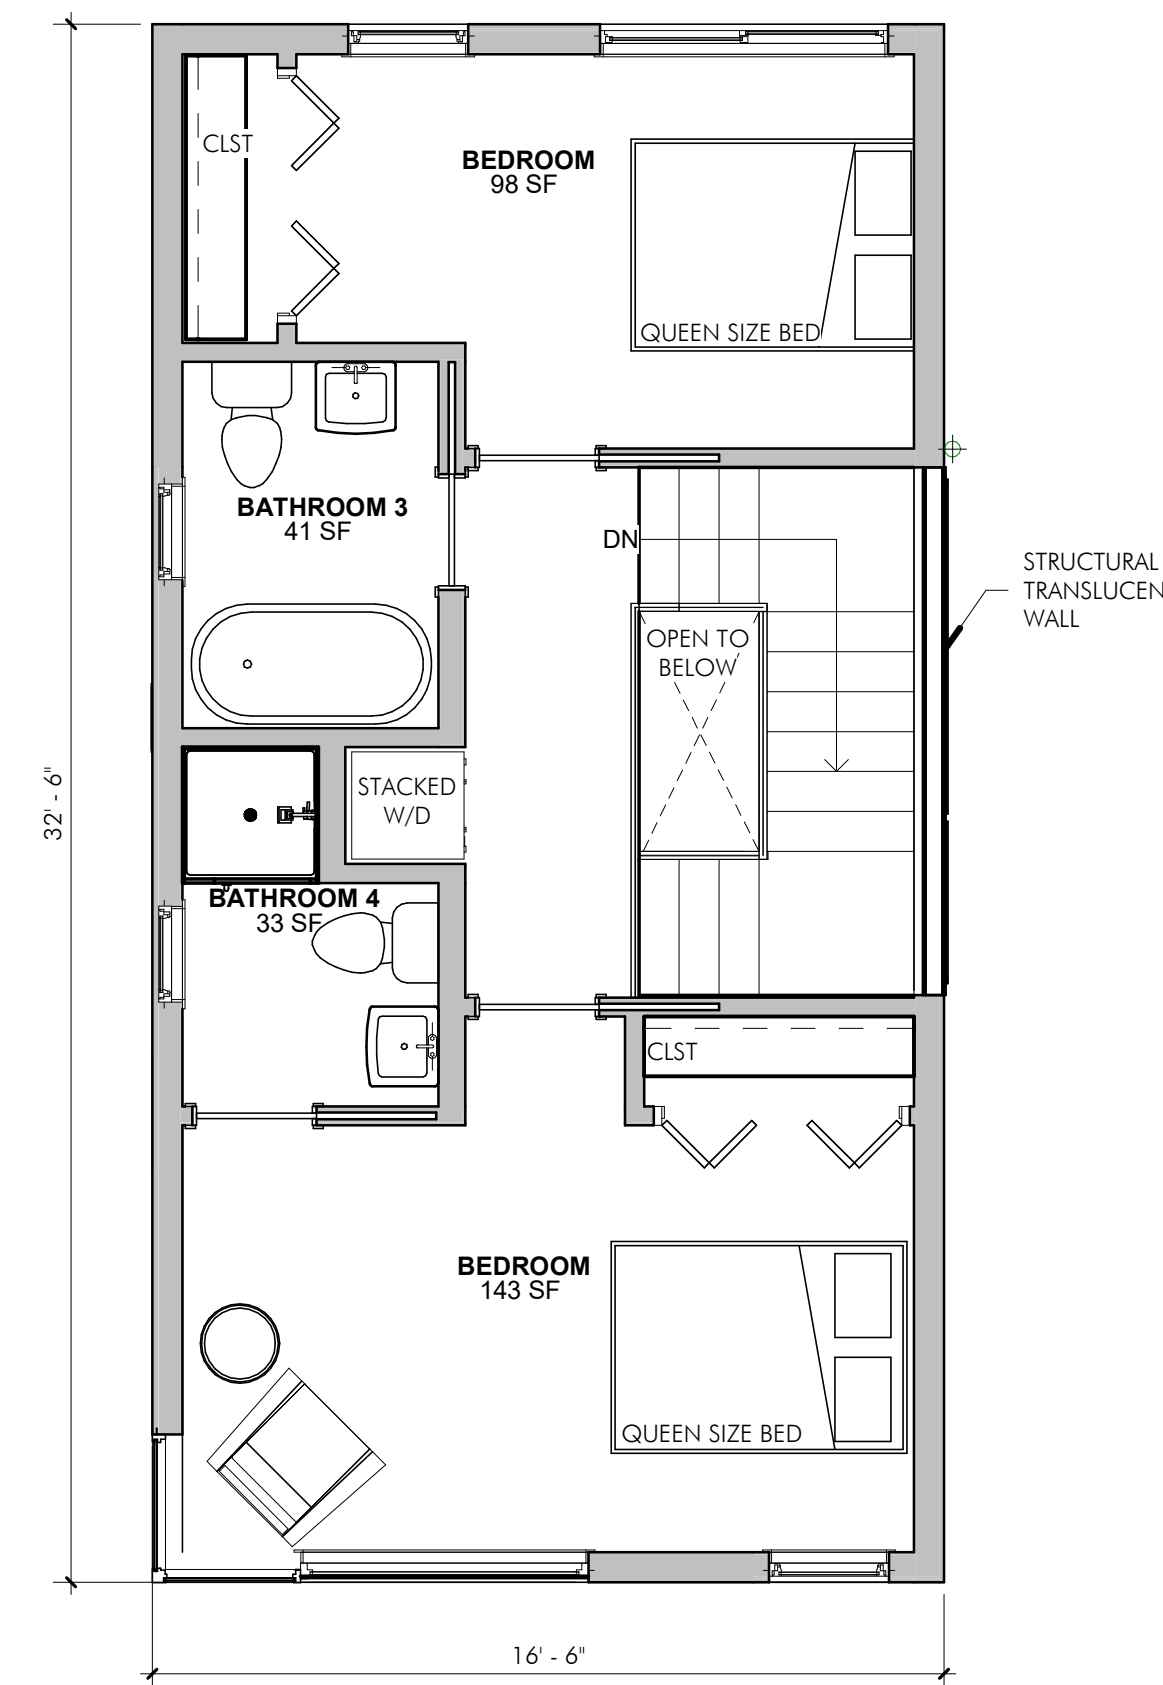 CLST
BEDROOM
98 SF
QUEEN SIZE BED
BATHROOM 3
41 SF
DN
STRUCTURAL
TRANSLUCEN
WALL
OPEN TO
BELOW
32' - 6"
STACKED
W/D
BATHROOM 4
33 SF
CLST
BEDROOM
143 SF
QUEEN SIZE BED
16' - 6"